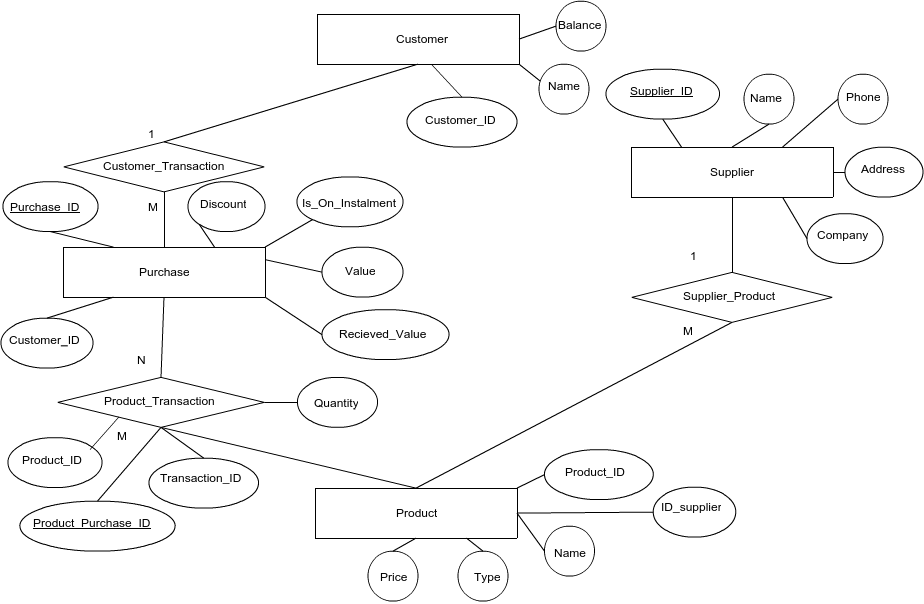 Balance
Customer
Name
Customer_ID
Supplier_ID
Name
Phone
1
Customer_Transaction
Supplier
Address
Purchase_ID
M
Discount
Is_On_Instalment
Company
1
Purchase
Value
Supplier_Product
Customer_ID
Recieved_Value
M
N
Product_Transaction
Quantity
M
Product_ID
Transaction_ID
Product_ID
Product_Purchase_ID
Product
ID_supplier
Name
Price
Type